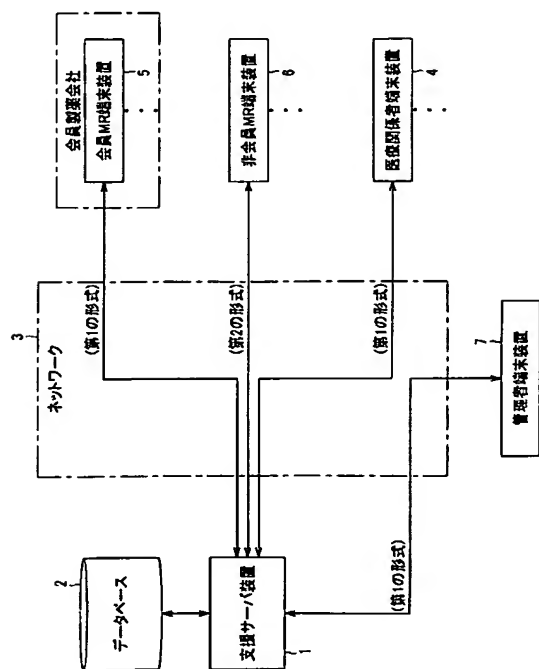 会員製薬会社
会員MR端末装置
5
非会員MR端末装置
6
医療関係者端末装置
4
3
ネットワーク
(第1の形式)
(第2の形式)
(第1の形式)
7
管理者端末装置
2
データベース
支援サーバ装置
1
(第1の形式)